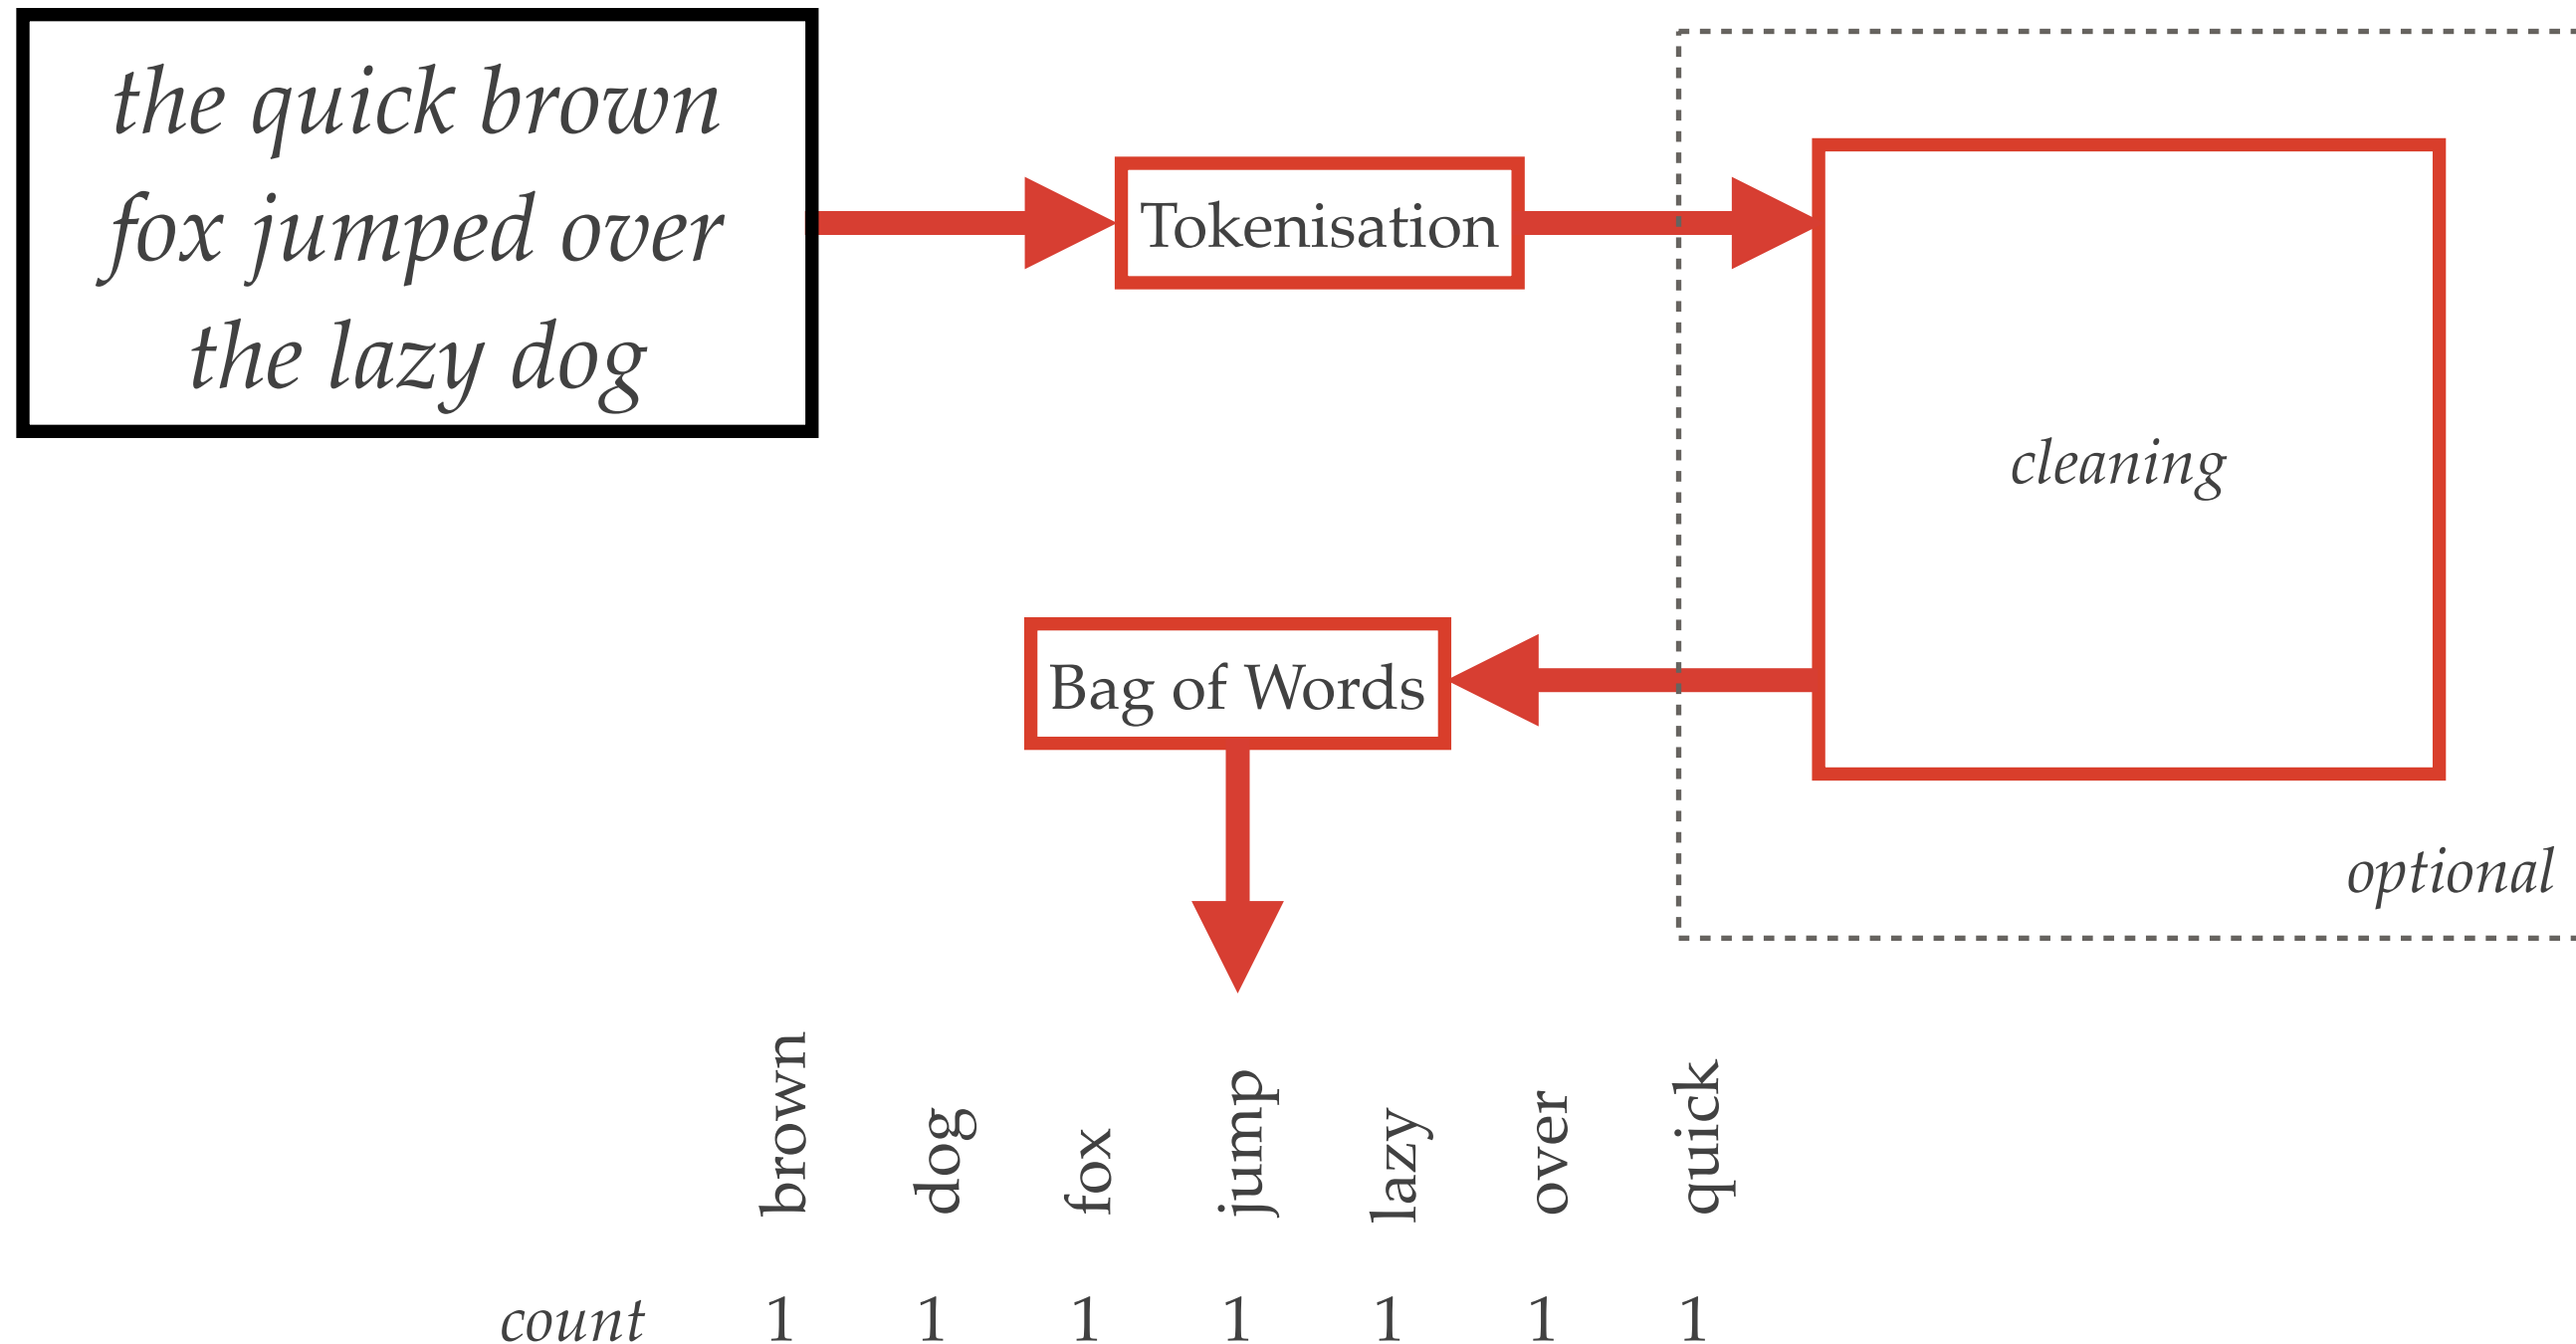 the quick brown
fox jumped over
the lazy dog
Tokenisation
cleaning
Bag of Words
optional
brown dog fox jump lazy over quick
count 1 1 1 1 1 1 1